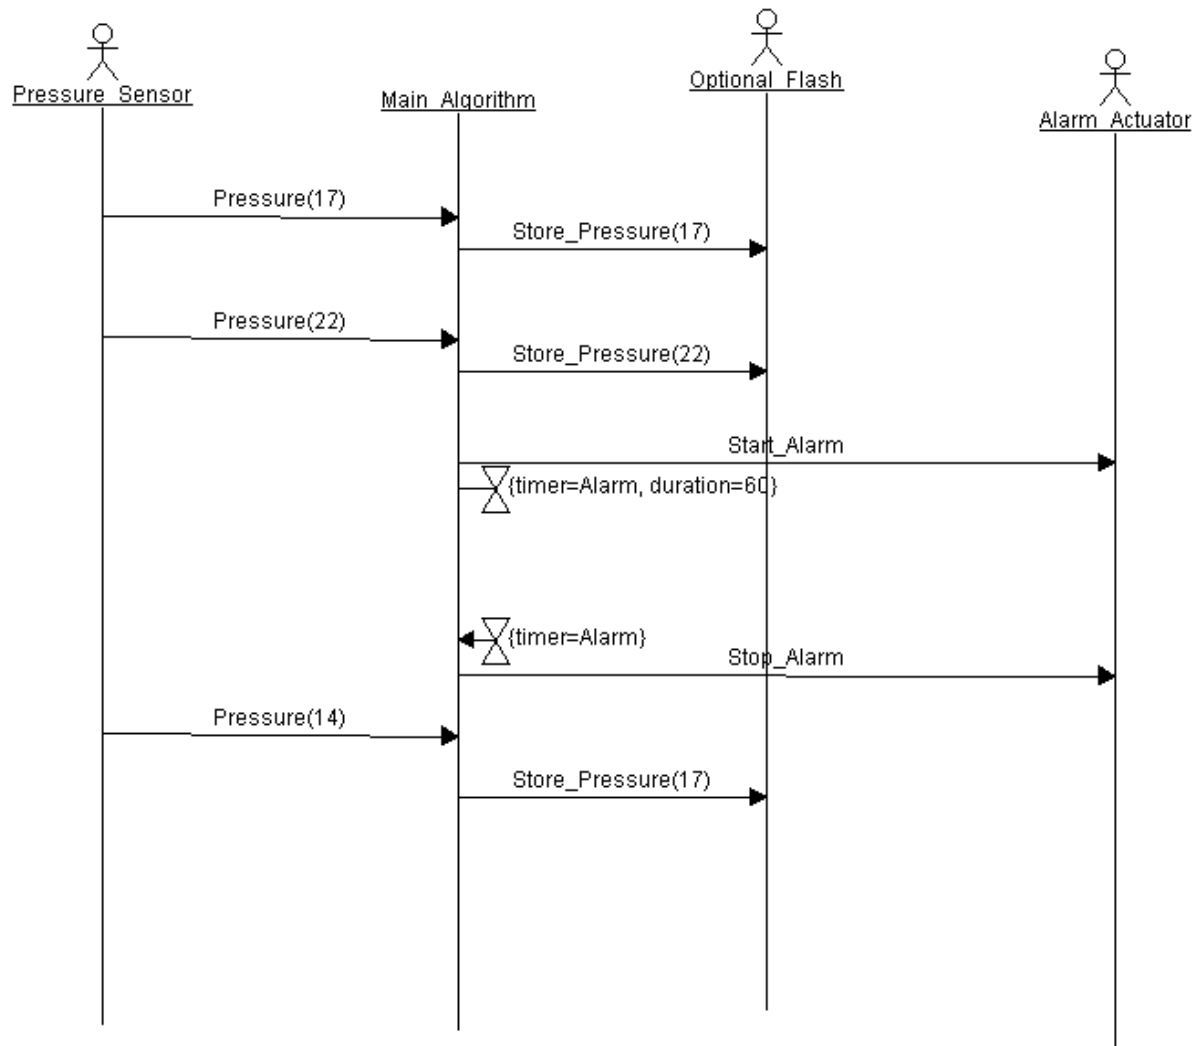 Pressure_Sensor
Main_Algorithm
Optional_Flash
Alarm_Actuator
Pressure(17)
Store_Pressure(17)
Pressure(22)
Store_Pressure(22)
Start_Alarm
{timer=Alarm, duration=60}
{timer=Alarm}
Stop_Alarm
Pressure(14)
Store_Pressure(17)